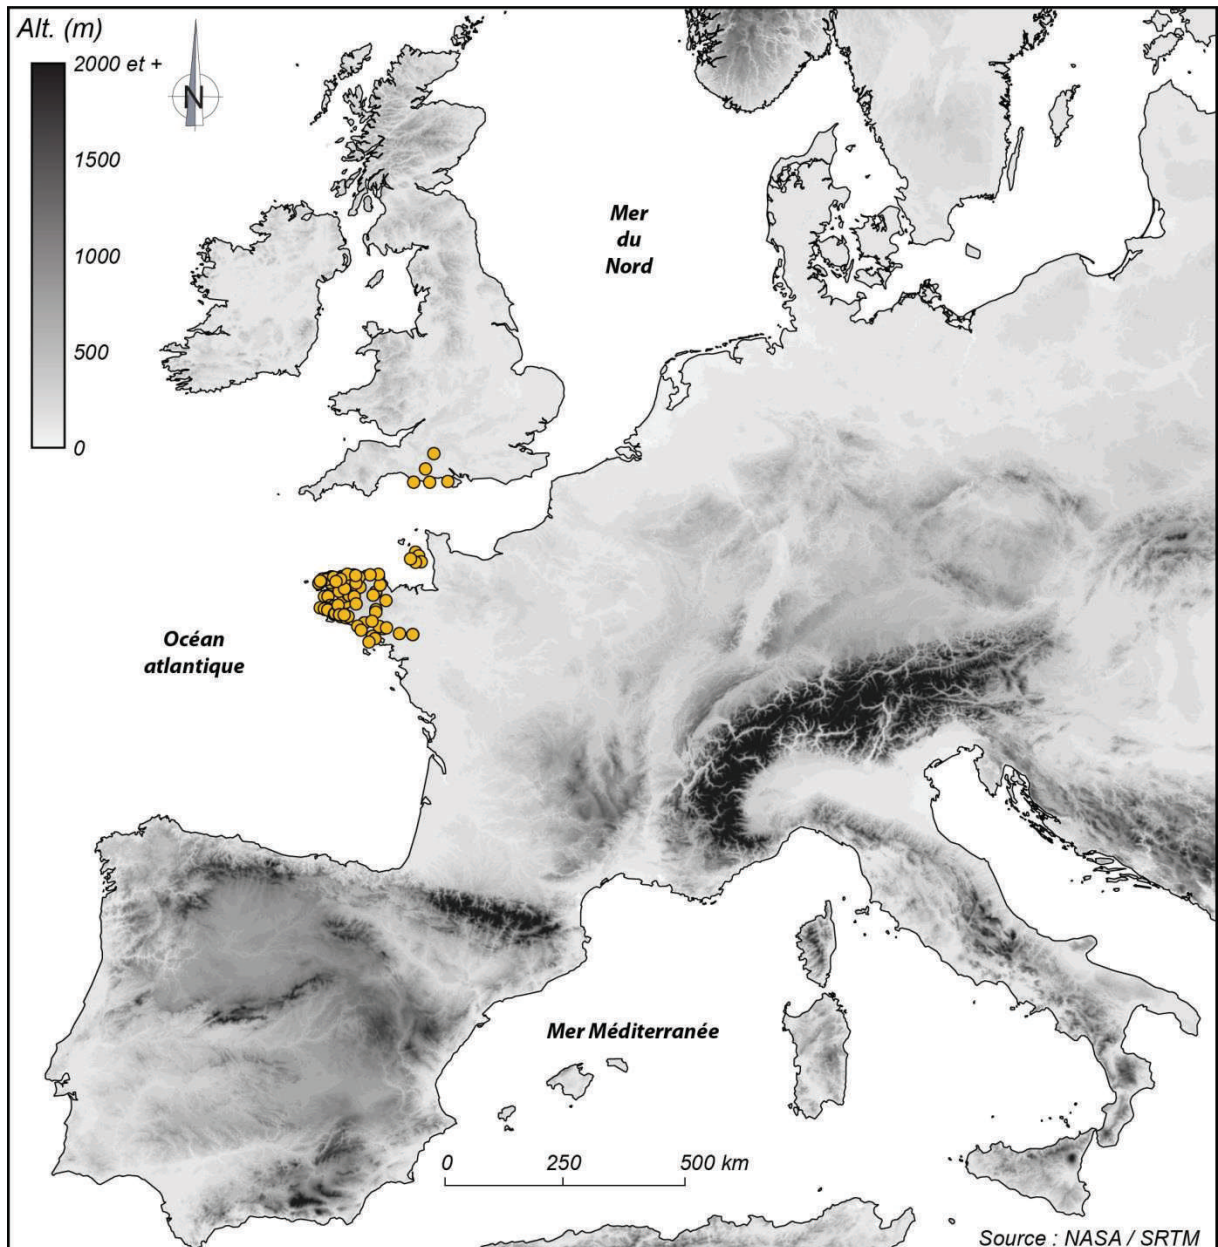 Alt. (m)
2000 et +
1500
1000
500
0
N
Mer
du
Nord
Océan
atlantique
Mer Méditerranée
0 250 500 km
Source : NASA / SRTM